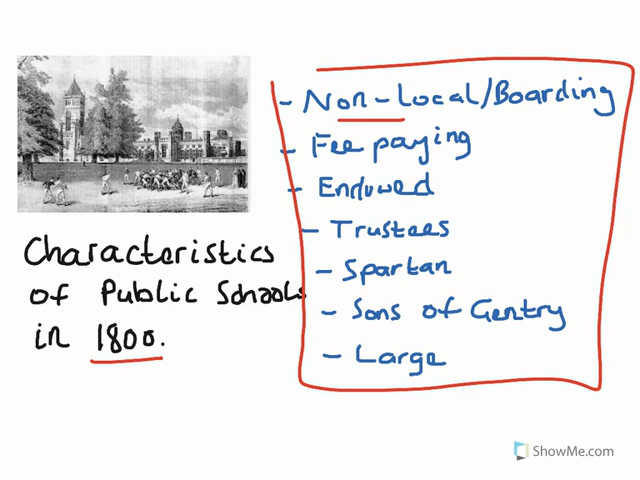 Characteristics
of Public Schools
in 1800.
- Non-Local/Boarding
- Fee paying
- Endowed
- Trustees
- Spartan
- Sons of Gentry
- Large
ShowMe.com